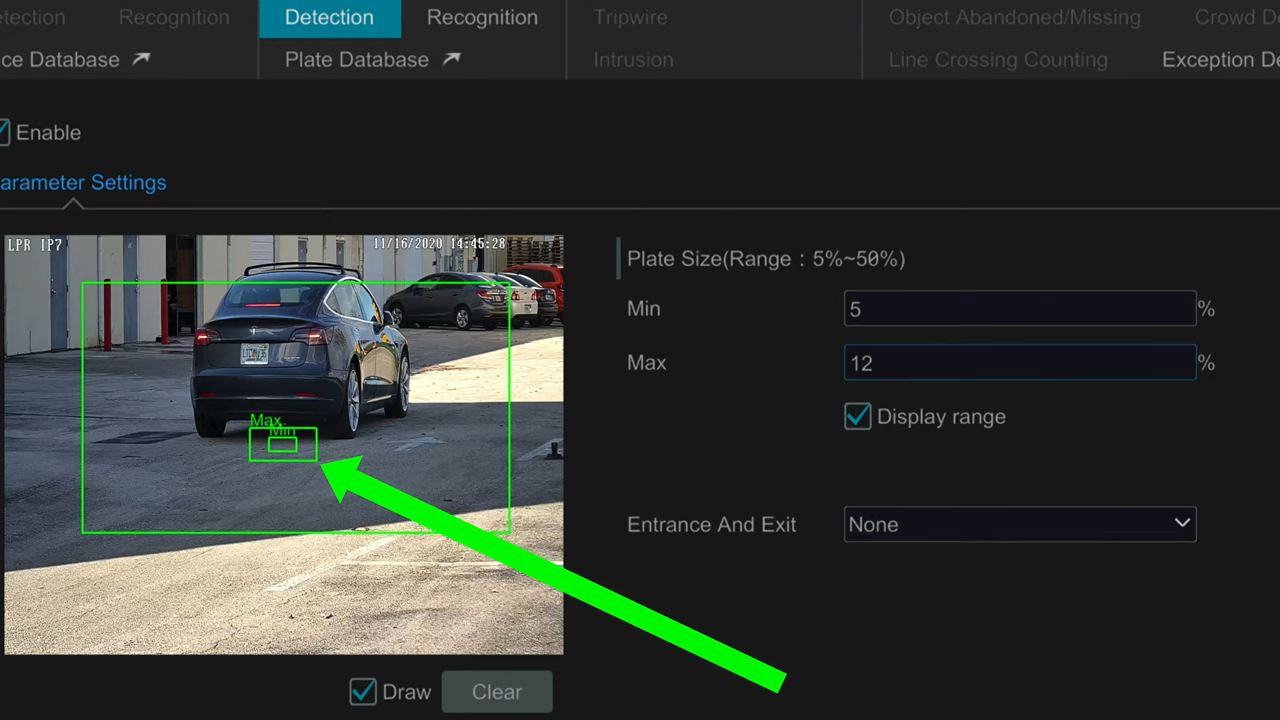 etection Recognition Detection Recognition Tripwire Object Abandoned/Missing Crowd De
ce Database Plate Database Intrusion Line Crossing Counting Exception De
Enable
arameter Settings
LPR IP7 11/16/2020 14:45:28
Plate Size(Range : 5%~50%)
Min 5 %
Max 12 %
Display range
Max
Min
Entrance And Exit None
Draw Clear